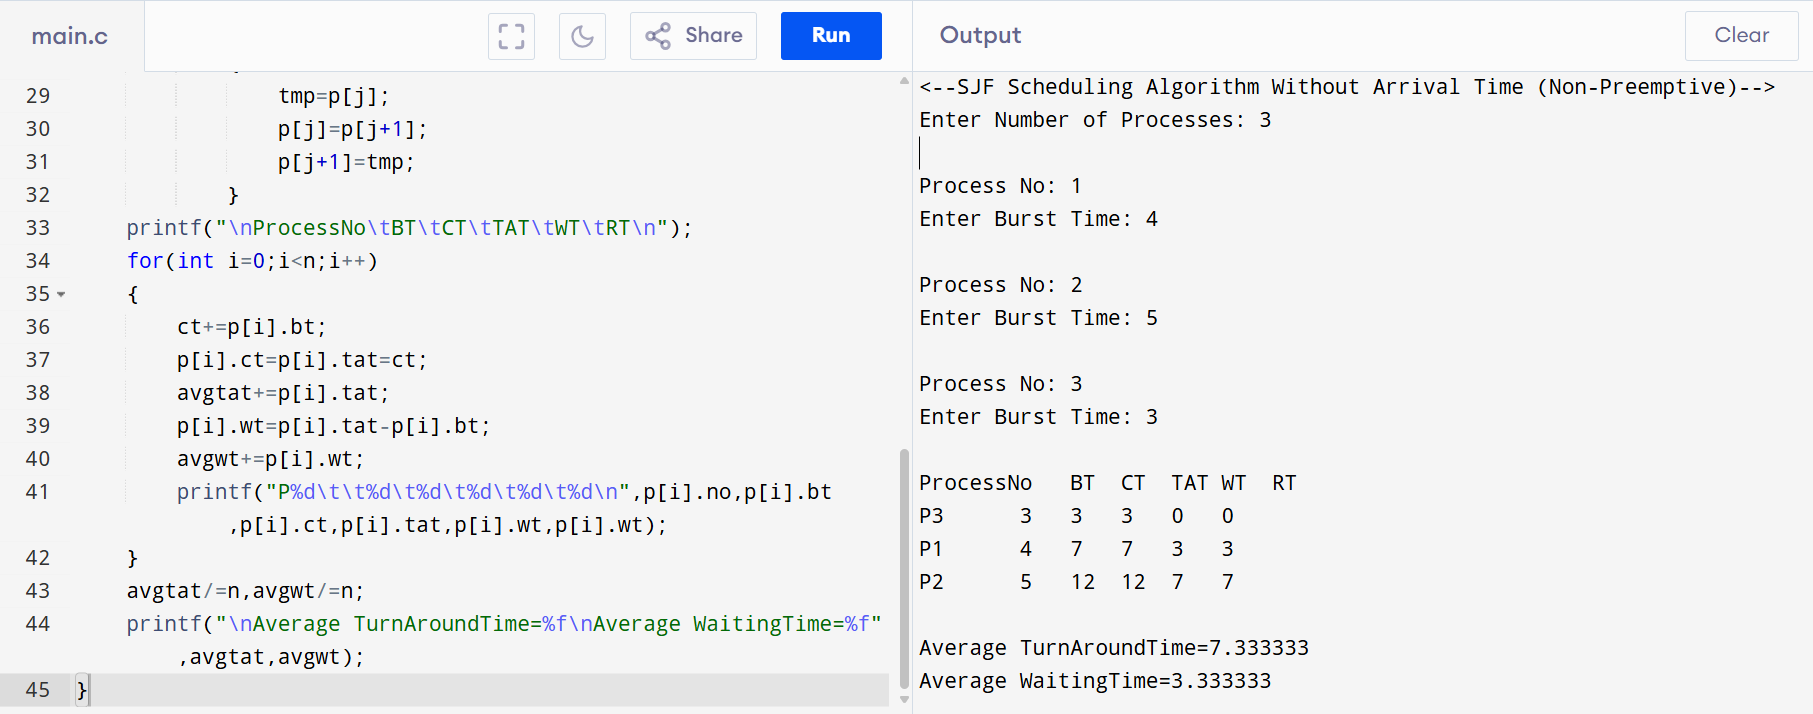 main.c
Share
Run
29 tmp=p[j];
30 p[j]=p[j+1];
31 p[j+1]=tmp;
32 }
33 printf("\nProcessNo\tBT\tCT\tTAT\tWT\tRT\n");
34 for(int i=0;i<n;i++)
35 {
36 ct+=p[i].bt;
37 p[i].ct=p[i].tat=ct;
38 avgtat+=p[i].tat;
39 p[i].wt=p[i].tat-p[i].bt;
40 avgwt+=p[i].wt;
41 printf("P%d\t\t%d\t%d\t%d\t%d\t%d\n",p[i].no,p[i].bt
,p[i].ct,p[i].tat,p[i].wt,p[i].wt);
42 }
43 avgtat/=n,avgwt/=n;
44 printf("\nAverage TurnAroundTime=%f\nAverage WaitingTime=%f"
,avgtat,avgwt);
45 }
Output
Clear
<--SJF Scheduling Algorithm Without Arrival Time (Non-Preemptive)-->
Enter Number of Processes: 3
Process No: 1
Enter Burst Time: 4
Process No: 2
Enter Burst Time: 5
Process No: 3
Enter Burst Time: 3
ProcessNo BT CT TAT WT RT
P3 3 3 3 0 0
P1 4 7 7 3 3
P2 5 12 12 7 7
Average TurnAroundTime=7.333333
Average WaitingTime=3.333333